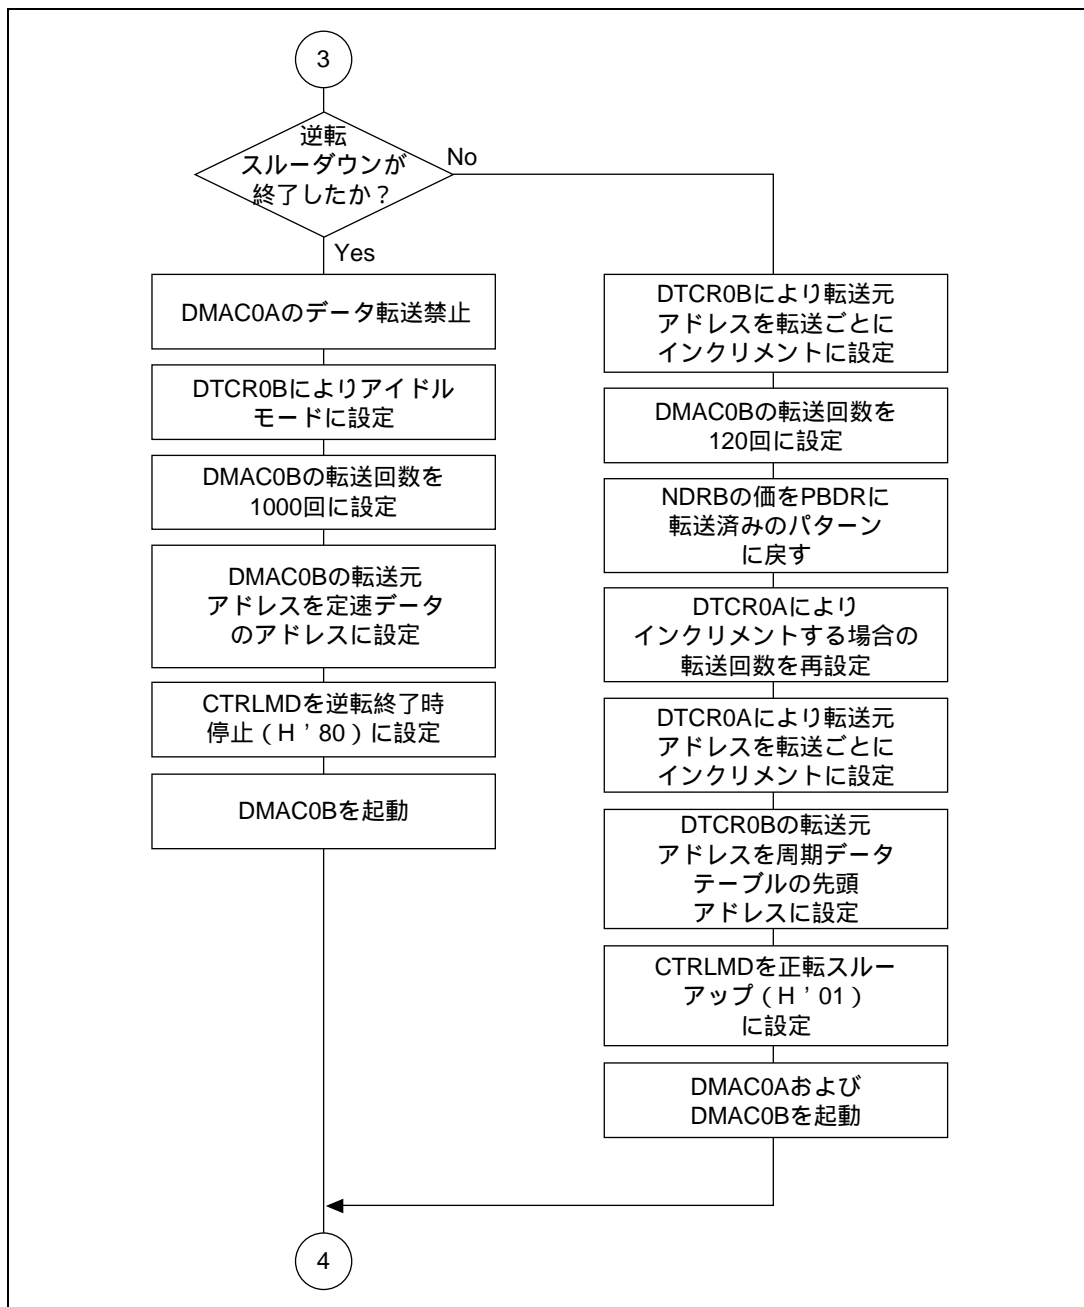 3
逆転
スルーダウンが
終了したか？
No
Yes
DMAC0Aのデータ転送禁止
DTCR0Bによりアイドル
モードに設定
DMAC0Bの転送回数を
1000回に設定
DMAC0Bの転送元
アドレスを定速データ
のアドレスに設定
CTRLMDを逆転終了時
停止（H'80）に設定
DMAC0Bを起動
DTCR0Bにより転送元
アドレスを転送ごとに
インクリメントに設定
DMAC0Bの転送回数を
120回に設定
NDRBの価をPBDRに
転送済みのパターン
に戻す
DTCR0Aにより
インクリメントする場合の
転送回数を再設定
DTCR0Aにより転送元
アドレスを転送ごとに
インクリメントに設定
DTCR0Bの転送元
アドレスを周期データ
テーブルの先頭
アドレスに設定
CTRLMDを正転スルー
アップ（H'01）
に設定
DMAC0Aおよび
DMAC0Bを起動
4